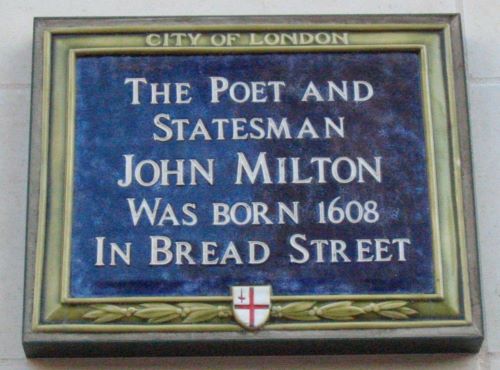 CITY OF LONDON
THE POET AND
STATESMAN
JOHN MILTON
WAS BORN 1608
IN BREAD STREET